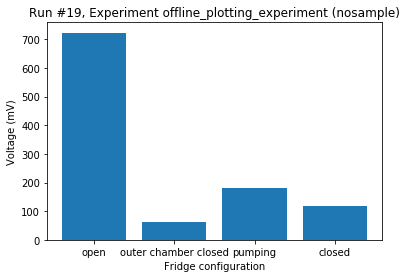 Run #19, Experiment offline_plotting_experiment (nosample)
700
600
500
400
300
200
100
0
Voltage (mV)
open outer chamber closed pumping closed
Fridge configuration